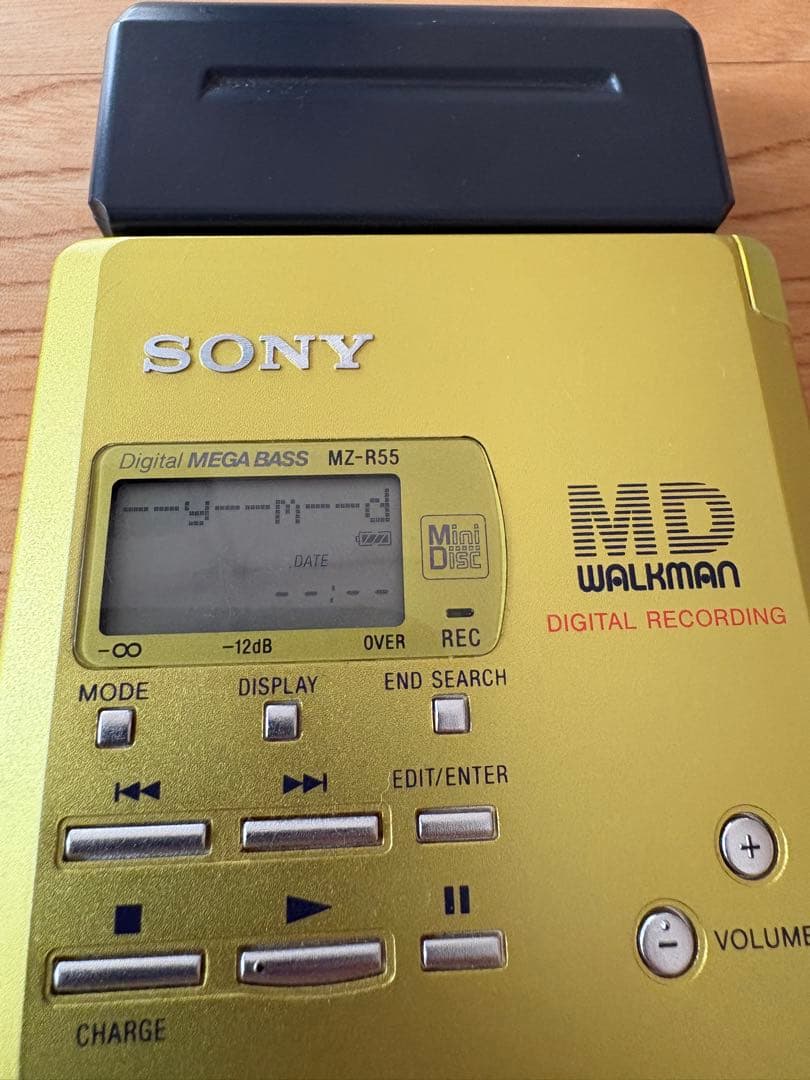 SONY
Digital MEGA BASS MZ-R55
----y--m--d
DATE
--:--
Mini
Disc
-∞ -12dB OVER REC
MD
WALKMAN
DIGITAL RECORDING
MODE DISPLAY END SEARCH
EDIT/ENTER
+
- VOLUME
CHARGE